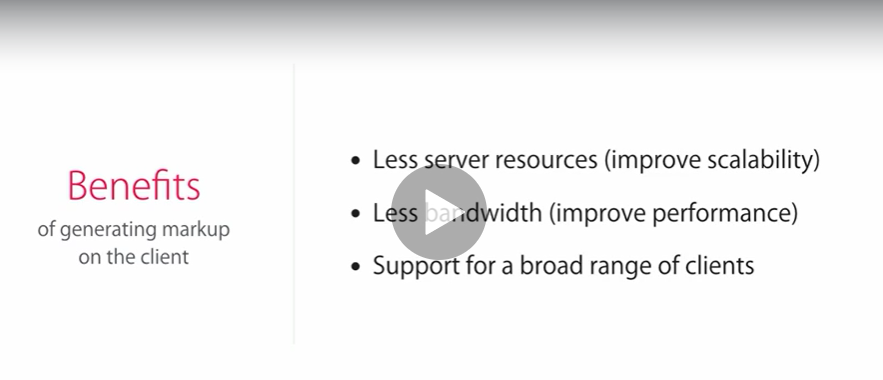 Benefits
of generating markup
on the client
• Less server resources (improve scalability)
• Less bandwidth (improve performance)
• Support for a broad range of clients